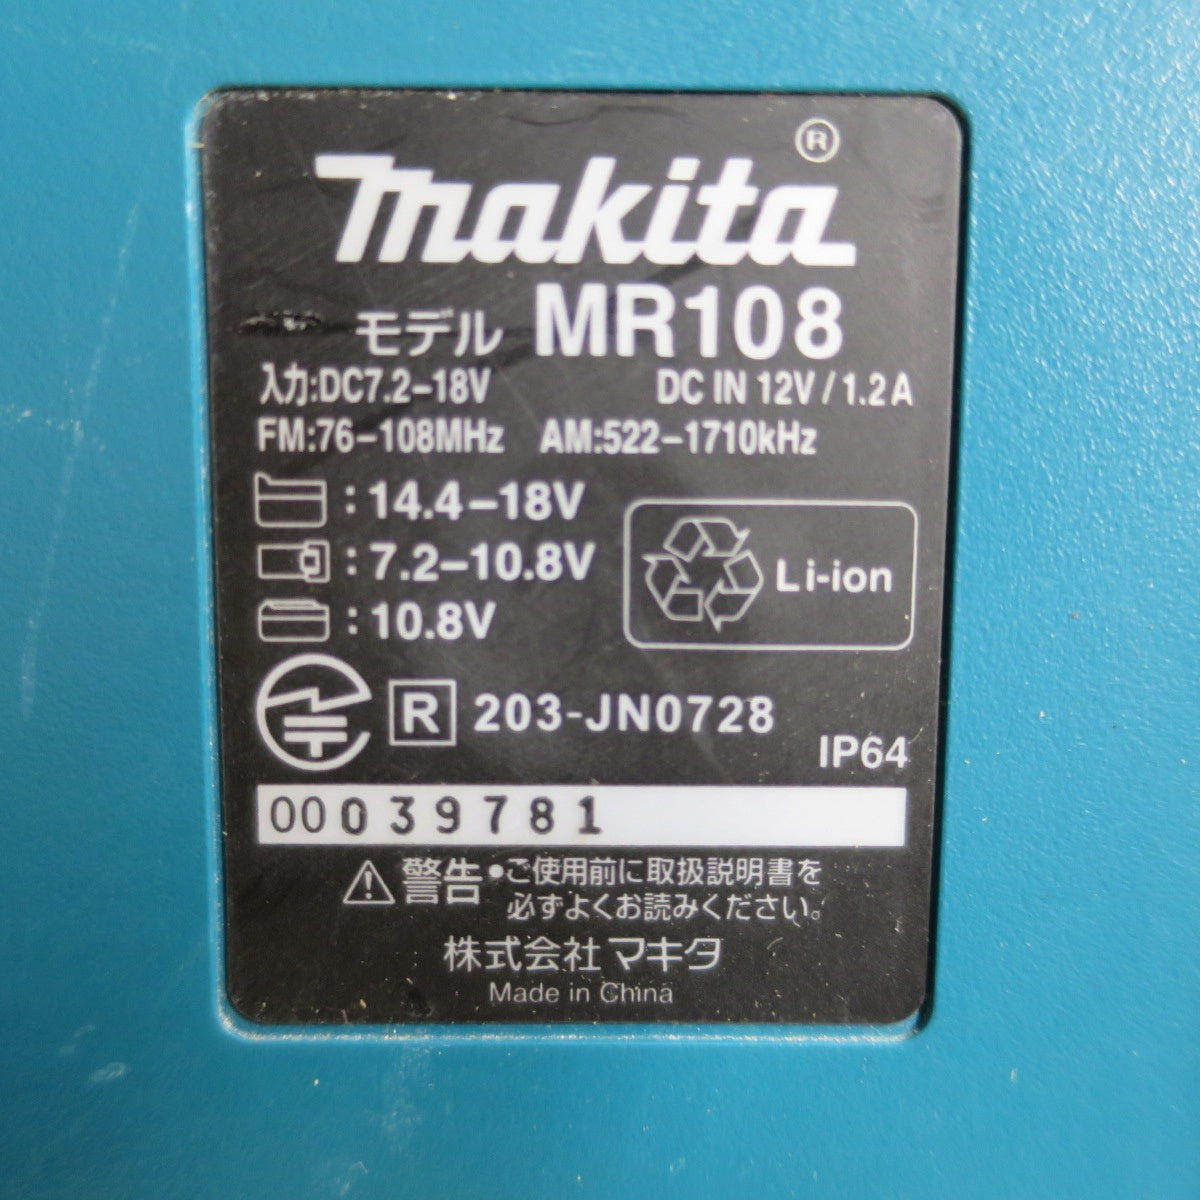 makita®
モデル MR108
入力:DC7.2-18V DC IN 12V/1.2A
FM:76-108MHz AM:522-1710kHz
:14.4-18V
:7.2-10.8V
Li-ion
:10.8V
R 203-JN0728
IP64
00039781
⚠警告 •ご使用前に取扱説明書を
必ずよくお読みください。
株式会社マキタ
Made in China